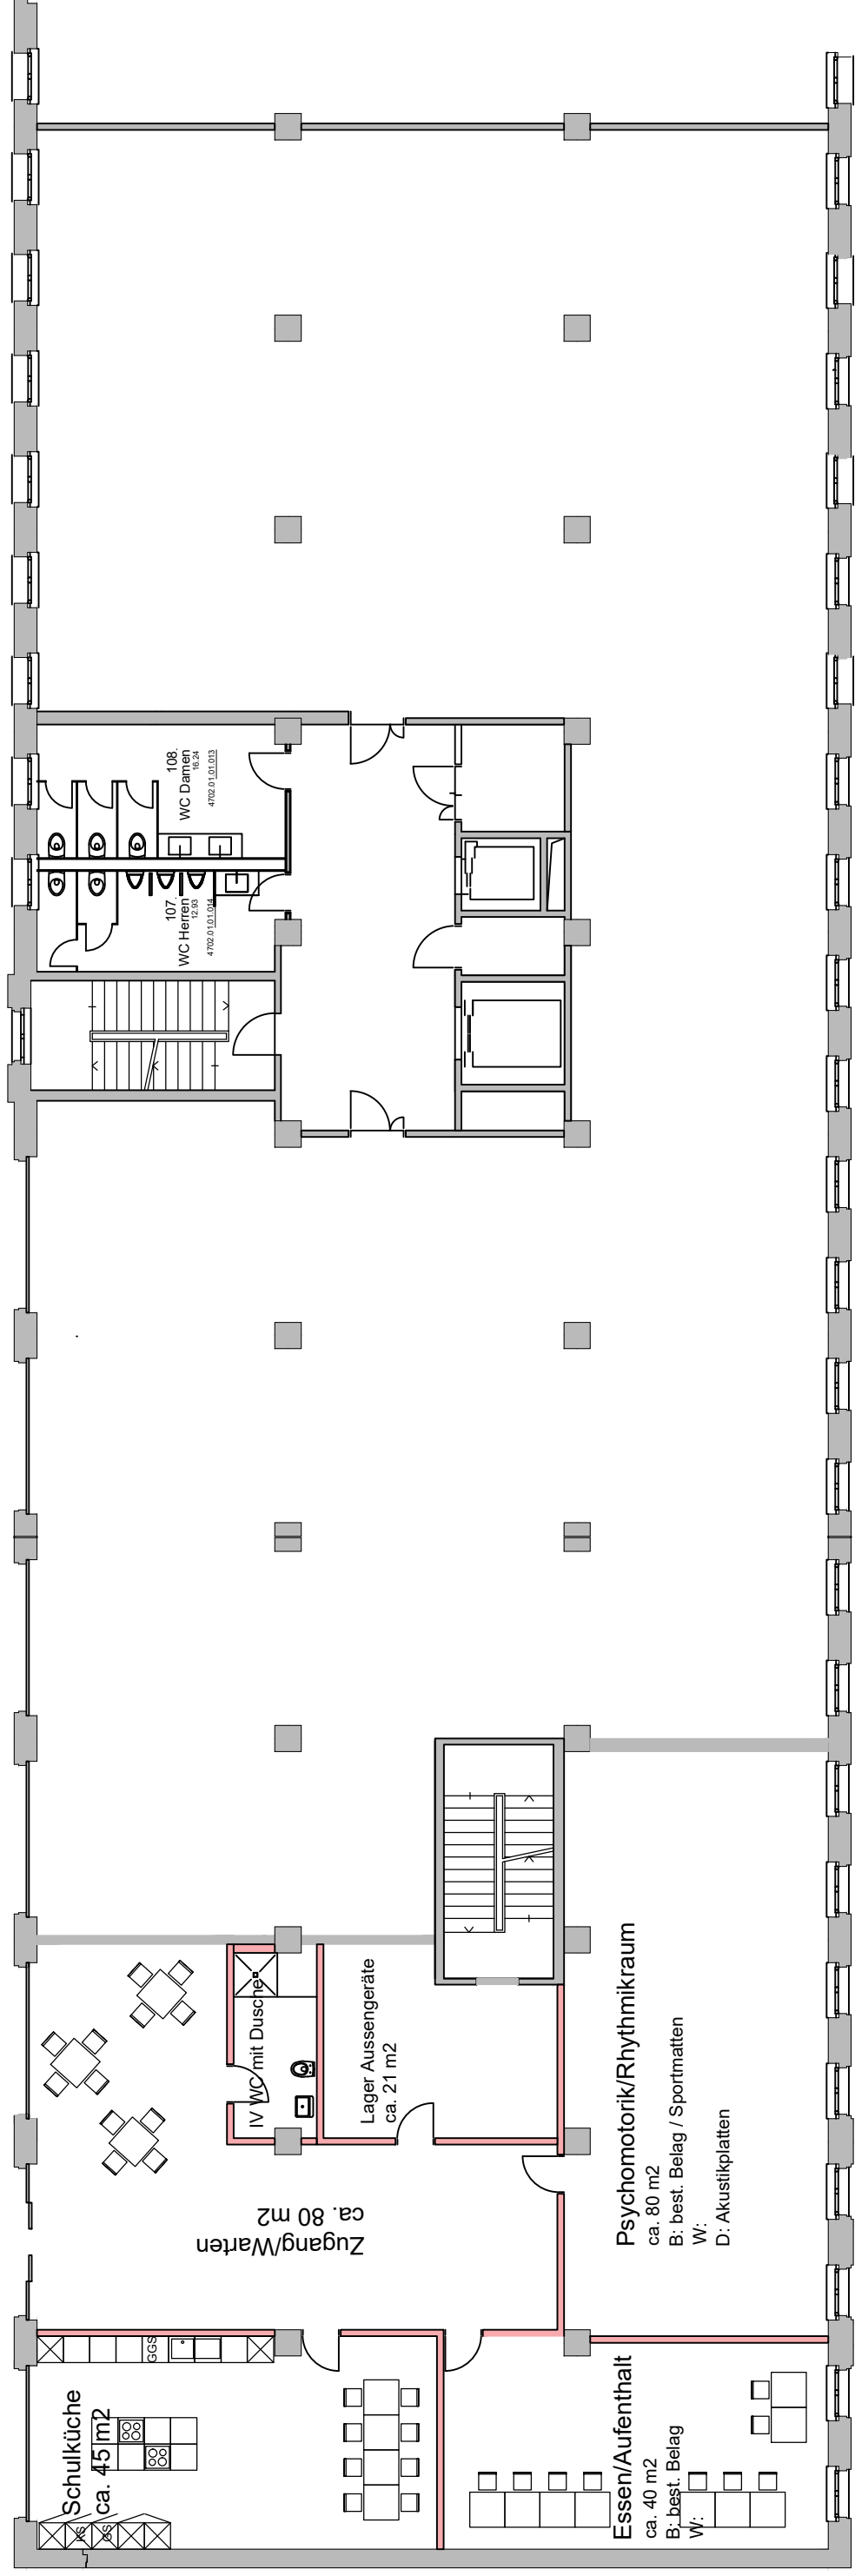 108.
WC Damen
16.24
4702.01.01.013
107.
WC Herren
12.93
4702.01.01.014
IV WC mit Dusche
Lager Aussengeräte
ca. 21 m2
Zugang/Warten
ca. 80 m2
Psychomotorik/Rhythmikraum
ca. 80 m2
B: best. Belag / Sportmatten
W:
D: Akustikplatten
GGS
Schulküche
ca. 45 m2
KS
GS
Essen/Aufenthalt
ca. 40 m2
B: best. Belag
W: